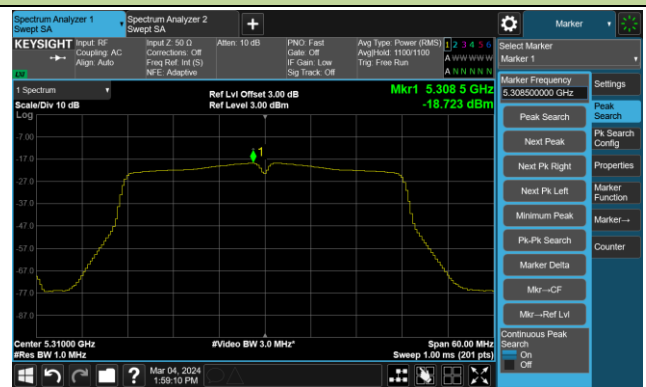 Spectrum Analyzer 1
Swept SA
Spectrum Analyzer 2
Swept SA
Marker
KEYSIGHT
Input: RF
Coupling: AC
Align: Auto
Input Z: 50 Ω
Corrections: Off
Freq Ref: Int (S)
NFE: Adaptive
Atten: 10 dB
PNO: Fast
Gate: Off
IF Gain: Low
Sig Track: Off
Avg Type: Power (RMS)
Avg|Hold: 1100/1100
Trig: Free Run
1 2 3 4 5 6
A W W W W W
A N N N N N
LXI
Select Marker
Marker 1
1 Spectrum
Scale/Div 10 dB
Ref Lvl Offset 3.00 dB
Ref Level 3.00 dBm
Mkr1 5.308 5 GHz
-18.723 dBm
Log
-7.00
-17.0
-27.0
-37.0
-47.0
-57.0
-67.0
-77.0
-87.0
1
Center 5.31000 GHz
#Res BW 1.0 MHz
#Video BW 3.0 MHz*
Span 60.00 MHz
Sweep 1.00 ms (201 pts)
Marker Frequency
5.308500000 GHz
Peak Search
Next Peak
Next Pk Right
Next Pk Left
Minimum Peak
Pk-Pk Search
Marker Delta
Mkr→CF
Mkr→Ref Lvl
Continuous Peak
Search
On
Off
Settings
Peak
Search
Pk Search
Config
Properties
Marker
Function
Marker→
Counter
?
Mar 04, 2024
1:59:10 PM